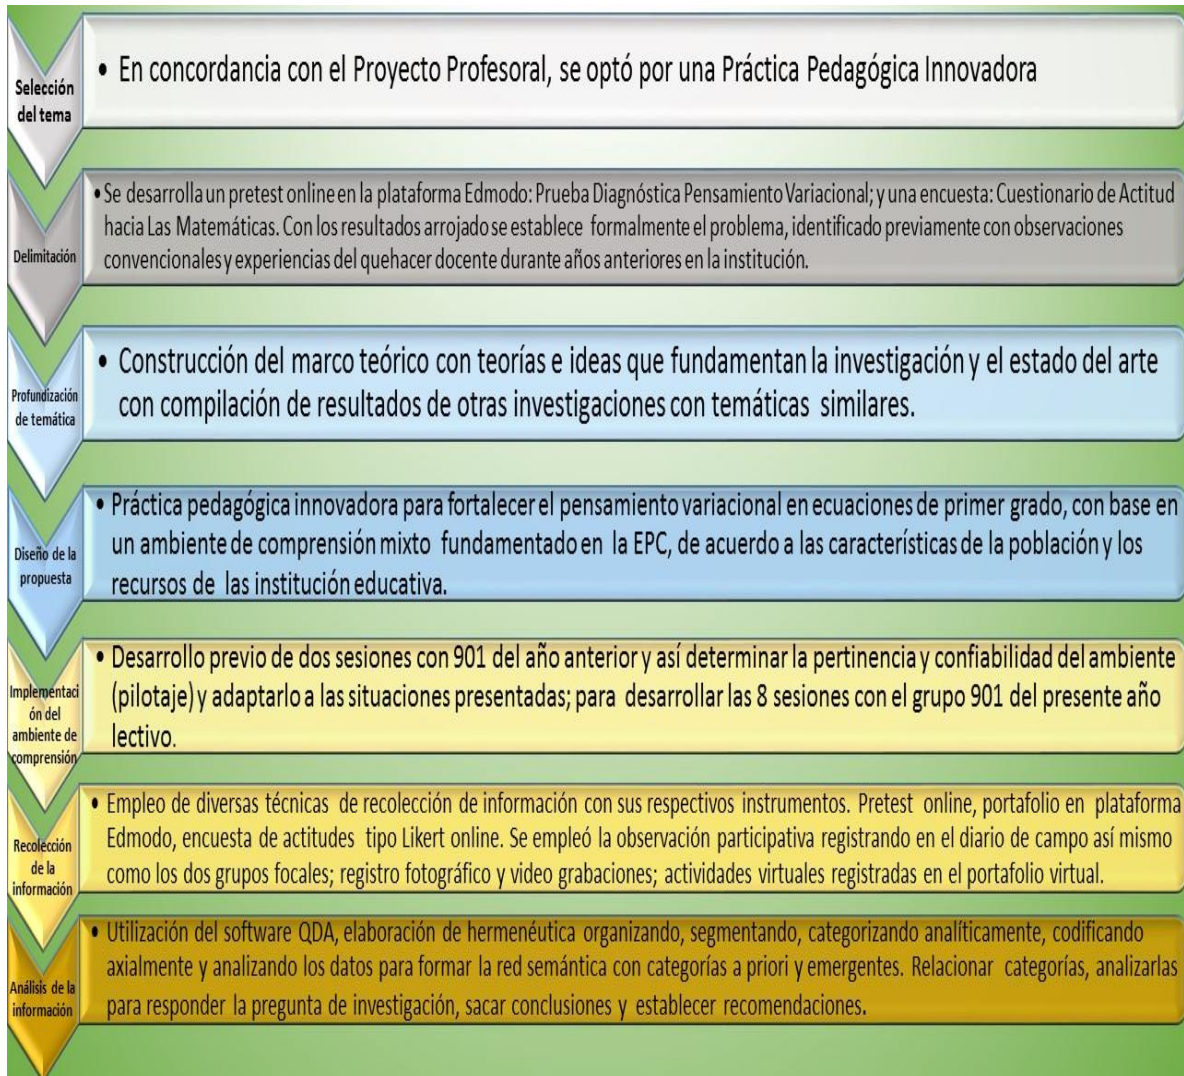 Selección
del tema
• En concordancia con el Proyecto Profesoral, se optó por una Práctica Pedagógica Innovadora
Delimitación
• Se desarrolla un pretest online en la plataforma Edmodo: Prueba Diagnóstica Pensamiento Variacional; y una encuesta: Cuestionario de Actitud
hacia Las Matemáticas. Con los resultados arrojado se establece formalmente el problema, identificado previamente con observaciones
convencionales y experiencias del quehacer docente durante años anteriores en la institución.
Profundización
de temática
• Construcción del marco teórico con teorías e ideas que fundamentan la investigación y el estado del arte
con compilación de resultados de otras investigaciones con temáticas similares.
Diseño de la
propuesta
• Práctica pedagógica innovadora para fortalecer el pensamiento variacional en ecuaciones de primer grado, con base en
un ambiente de comprensión mixto fundamentado en la EPC, de acuerdo a las características de la población y los
recursos de las institución educativa.
Implementaci
ón del
ambiente de
comprensión
• Desarrollo previo de dos sesiones con 901 del año anterior y así determinar la pertinencia y confiabilidad del ambiente
(pilotaje) y adaptarlo a las situaciones presentadas; para desarrollar las 8 sesiones con el grupo 901 del presente año
lectivo.
Recolección
de la
información
• Empleo de diversas técnicas de recolección de información con sus respectivos instrumentos. Pretest online, portafolio en plataforma
Edmodo, encuesta de actitudes tipo Likert online. Se empleó la observación participativa registrando en el diario de campo así mismo
como los dos grupos focales; registro fotográfico y video grabaciones; actividades virtuales registradas en el portafolio virtual.
Análisis de la
información
• Utilización del software QDA, elaboración de hermenéutica organizando, segmentando, categorizando analíticamente, codificando
axialmente y analizando los datos para formar la red semántica con categorías a priori y emergentes. Relacionar categorías, analizarlas
para responder la pregunta de investigación, sacar conclusiones y establecer recomendaciones.